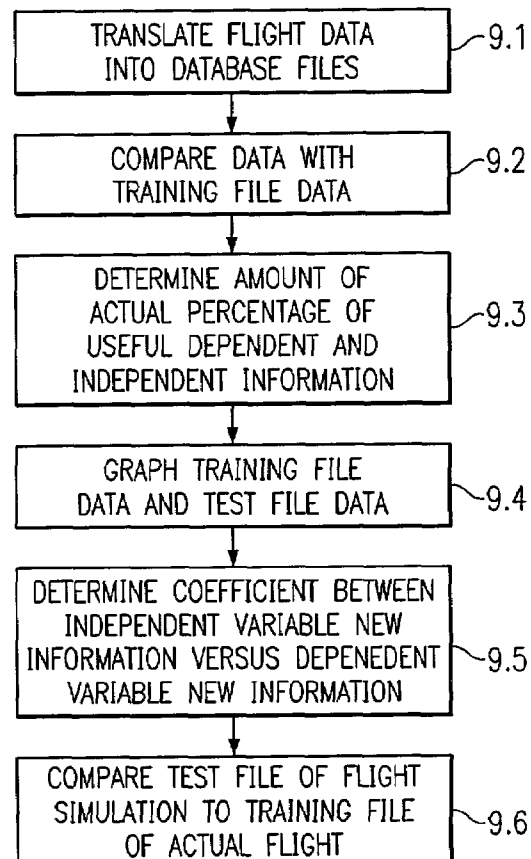 TRANSLATE FLIGHT DATA
INTO DATABASE FILES
9.1
COMPARE DATA WITH
TRAINING FILE DATA
9.2
DETERMINE AMOUNT OF
ACTUAL PERCENTAGE OF
USEFUL DEPENDENT AND
INDEPENDENT INFORMATION
9.3
GRAPH TRAINING FILE
DATA AND TEST FILE DATA
9.4
DETERMINE COEFFICIENT BETWEEN
INDEPENDENT VARIABLE NEW
INFORMATION VERSUS DEPENEDENT
VARIABLE NEW INFORMATION
9.5
COMPARE TEST FILE OF FLIGHT
SIMULATION TO TRAINING FILE
OF ACTUAL FLIGHT
9.6